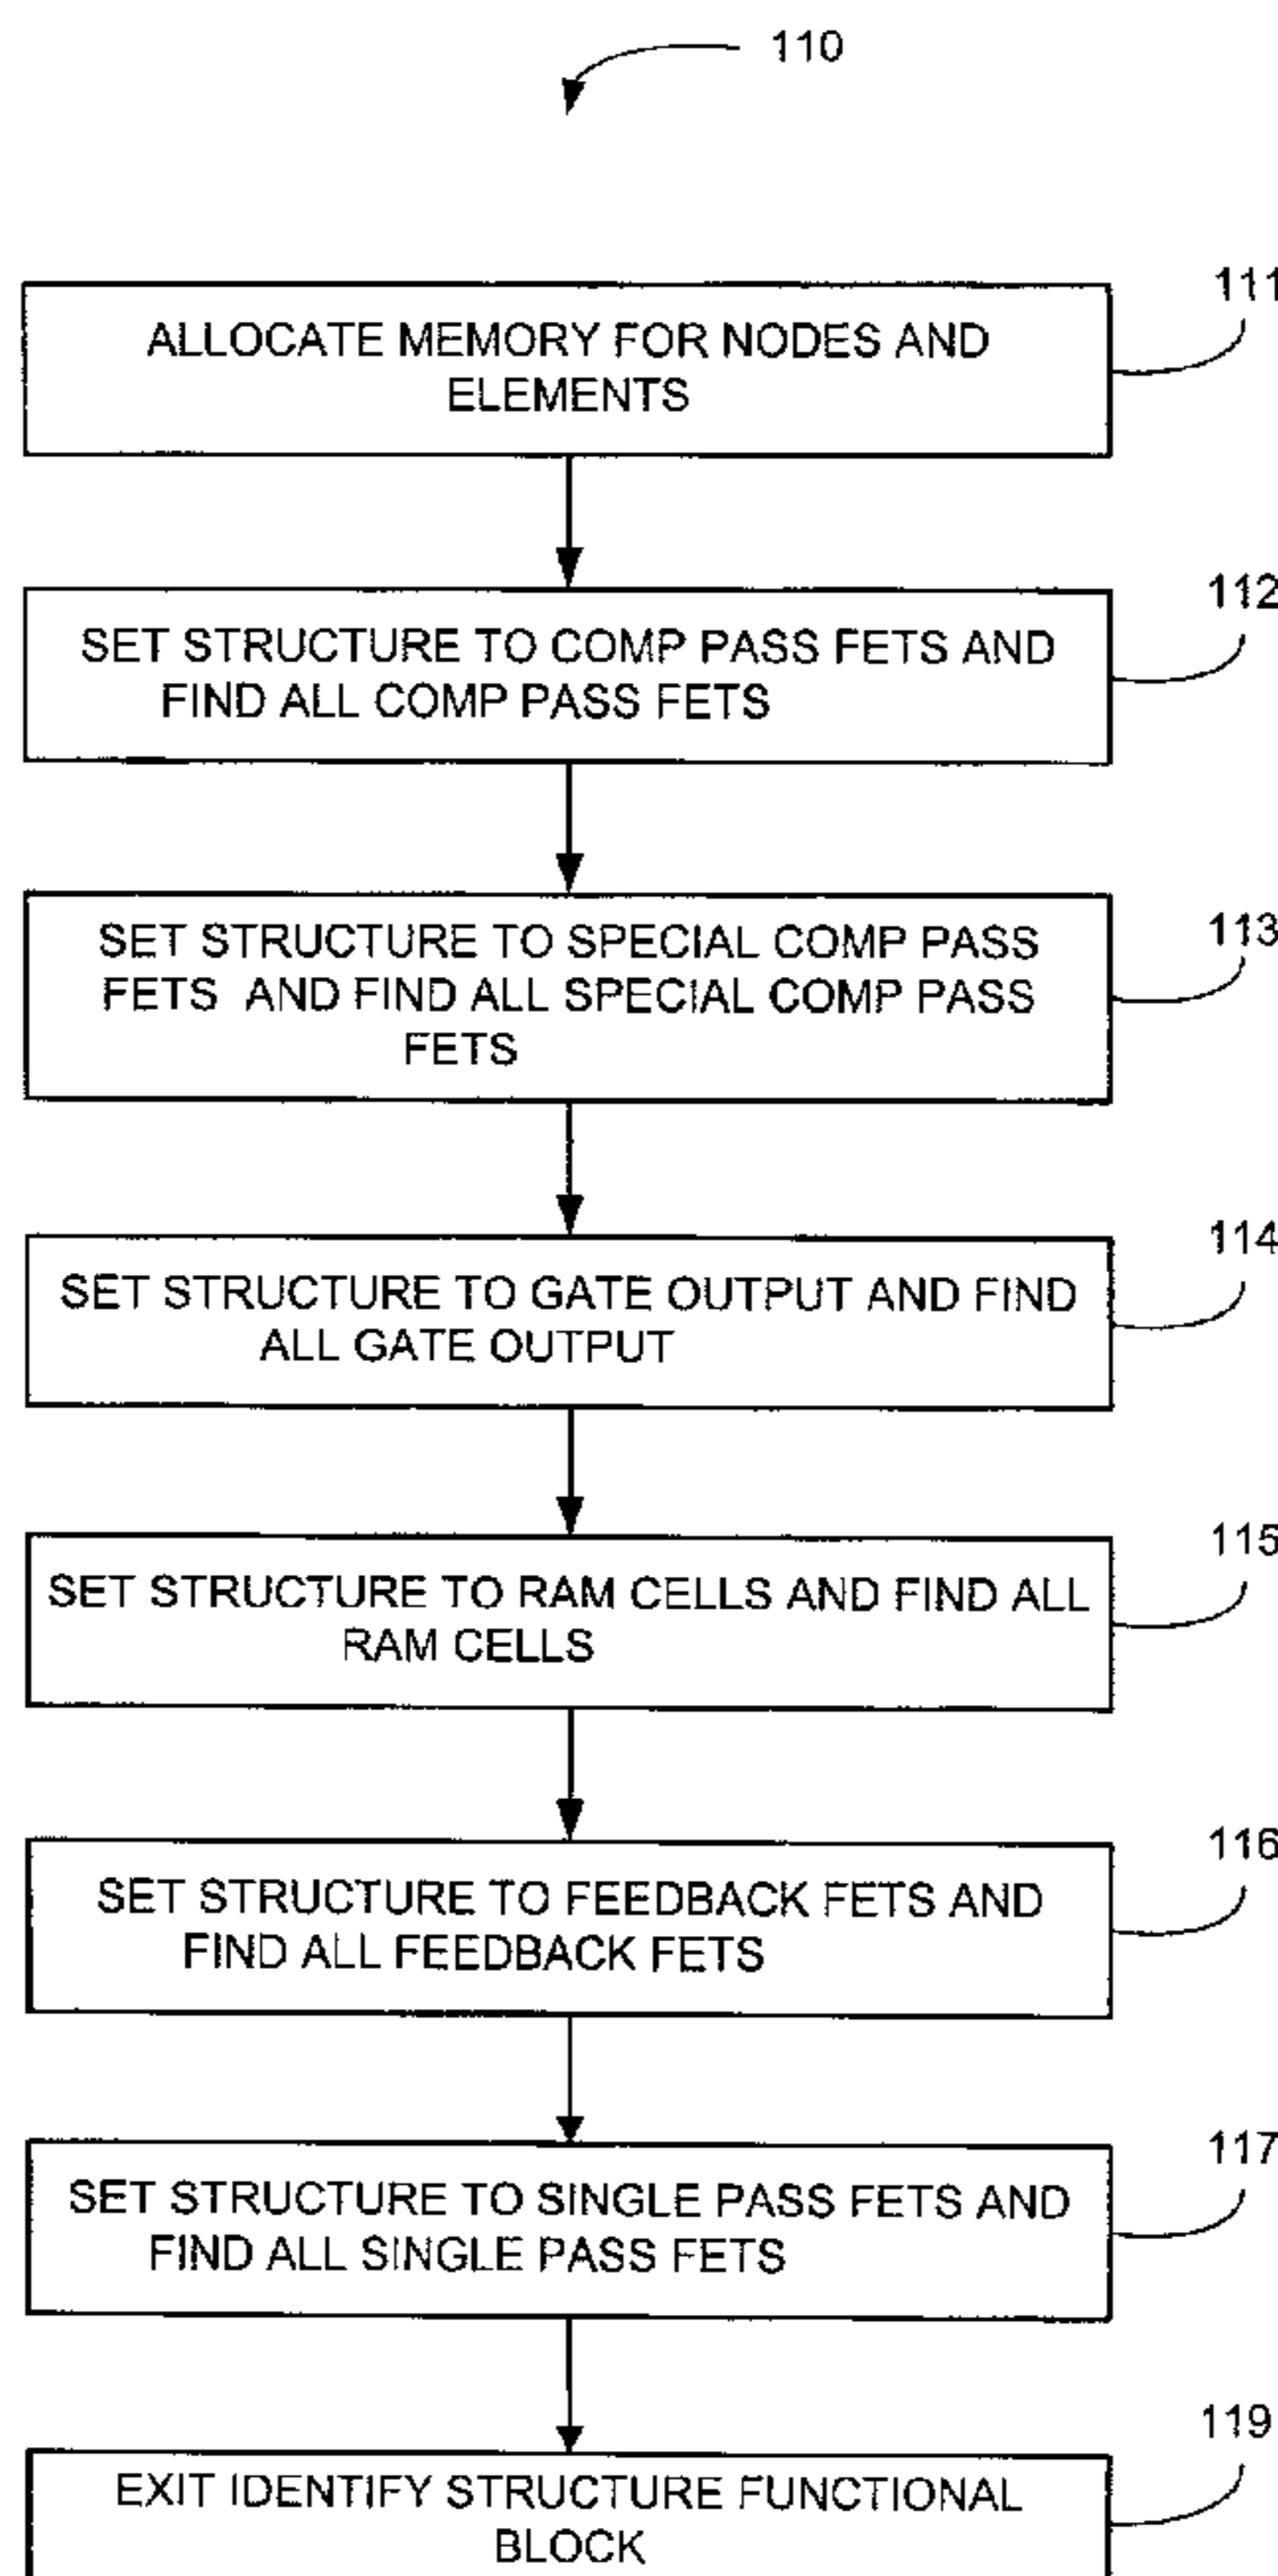 110
111
ALLOCATE MEMORY FOR NODES AND
ELEMENTS
112
SET STRUCTURE TO COMP PASS FETS AND
FIND ALL COMP PASS FETS
113
SET STRUCTURE TO SPECIAL COMP PASS
FETS AND FIND ALL SPECIAL COMP PASS
FETS
114
SET STRUCTURE TO GATE OUTPUT AND FIND
ALL GATE OUTPUT
115
SET STRUCTURE TO RAM CELLS AND FIND ALL
RAM CELLS
116
SET STRUCTURE TO FEEDBACK FETS AND
FIND ALL FEEDBACK FETS
117
SET STRUCTURE TO SINGLE PASS FETS AND
FIND ALL SINGLE PASS FETS
119
EXIT IDENTIFY STRUCTURE FUNCTIONAL
BLOCK